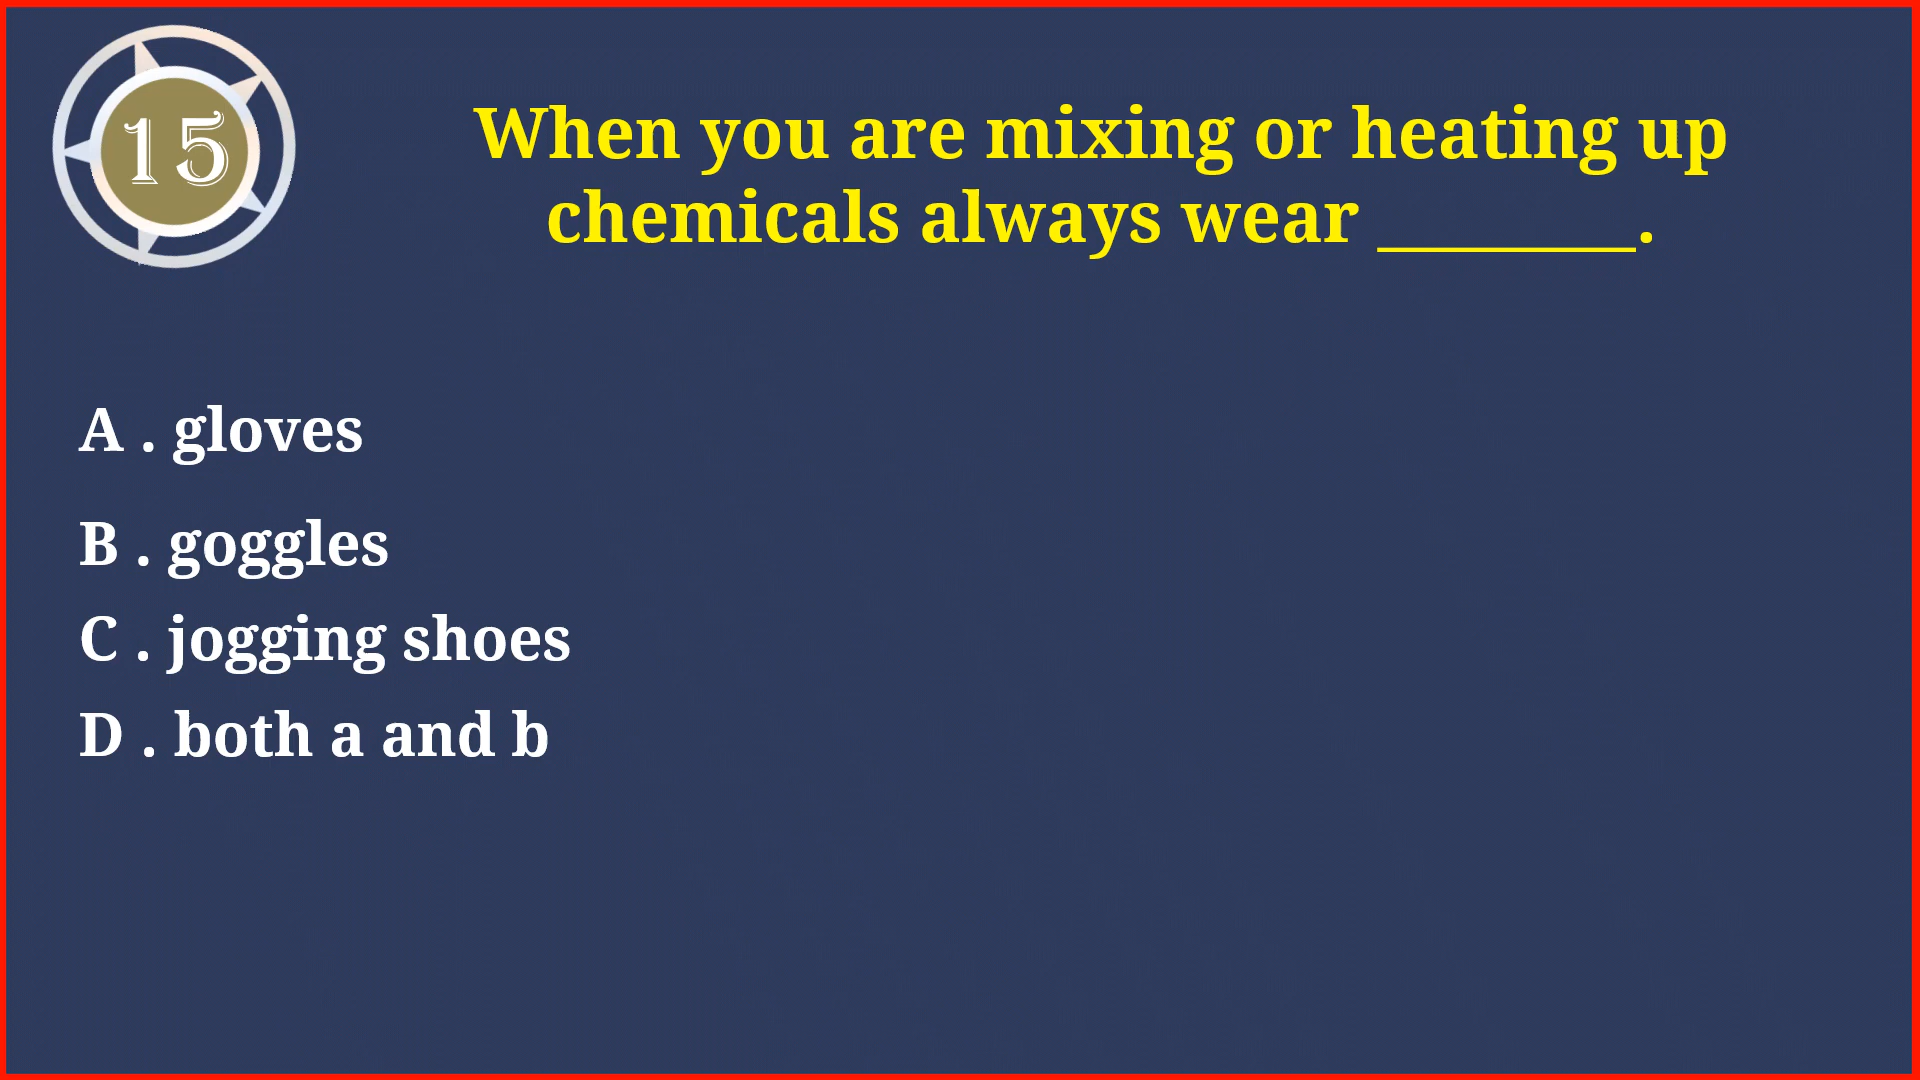 15
When you are mixing or heating up
chemicals always wear ________.
A . gloves
B . goggles
C . jogging shoes
D . both a and b